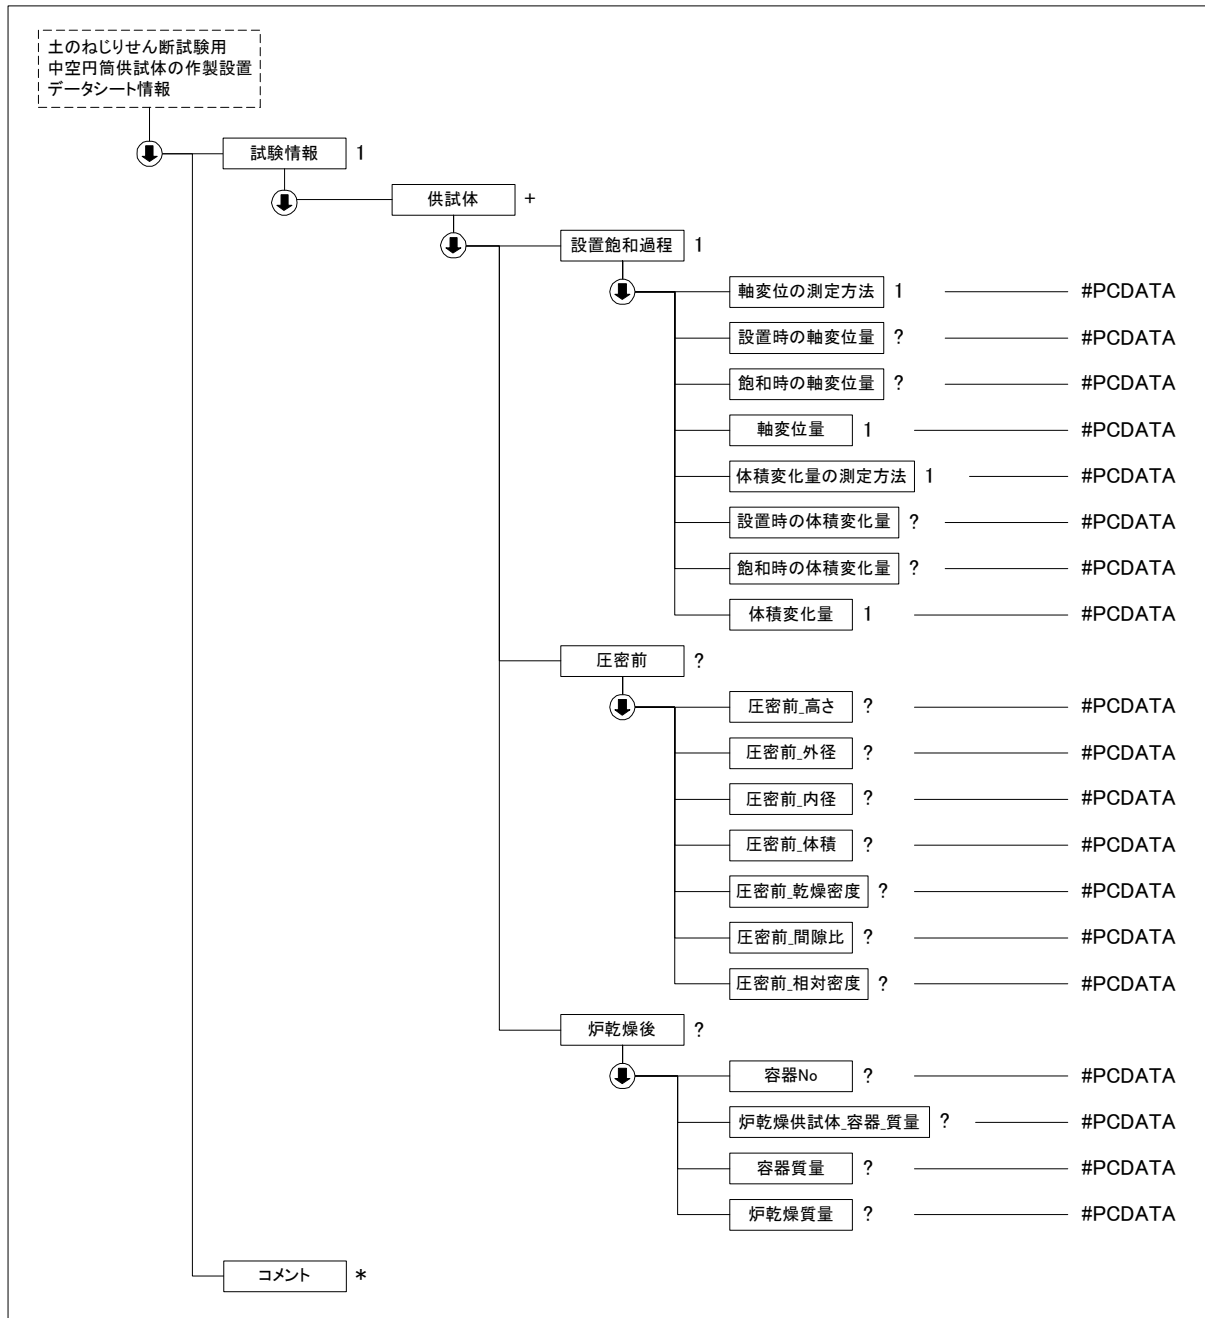 土のねじりせん断試験用
中空円筒供試体の作製設置
データシート情報
試験情報 1
供試体 +
設置飽和過程 1
軸変位の測定方法 1 #PCDATA
設置時の軸変位量 ? #PCDATA
飽和時の軸変位量 ? #PCDATA
軸変位量 1 #PCDATA
体積変化量の測定方法 1 #PCDATA
設置時の体積変化量 ? #PCDATA
飽和時の体積変化量 ? #PCDATA
体積変化量 1 #PCDATA
圧密前 ?
圧密前_高さ ? #PCDATA
圧密前_外径 ? #PCDATA
圧密前_内径 ? #PCDATA
圧密前_体積 ? #PCDATA
圧密前_乾燥密度 ? #PCDATA
圧密前_間隙比 ? #PCDATA
圧密前_相対密度 ? #PCDATA
炉乾燥後 ?
容器No ? #PCDATA
炉乾燥供試体_容器_質量 ? #PCDATA
容器質量 ? #PCDATA
炉乾燥質量 ? #PCDATA
コメント *